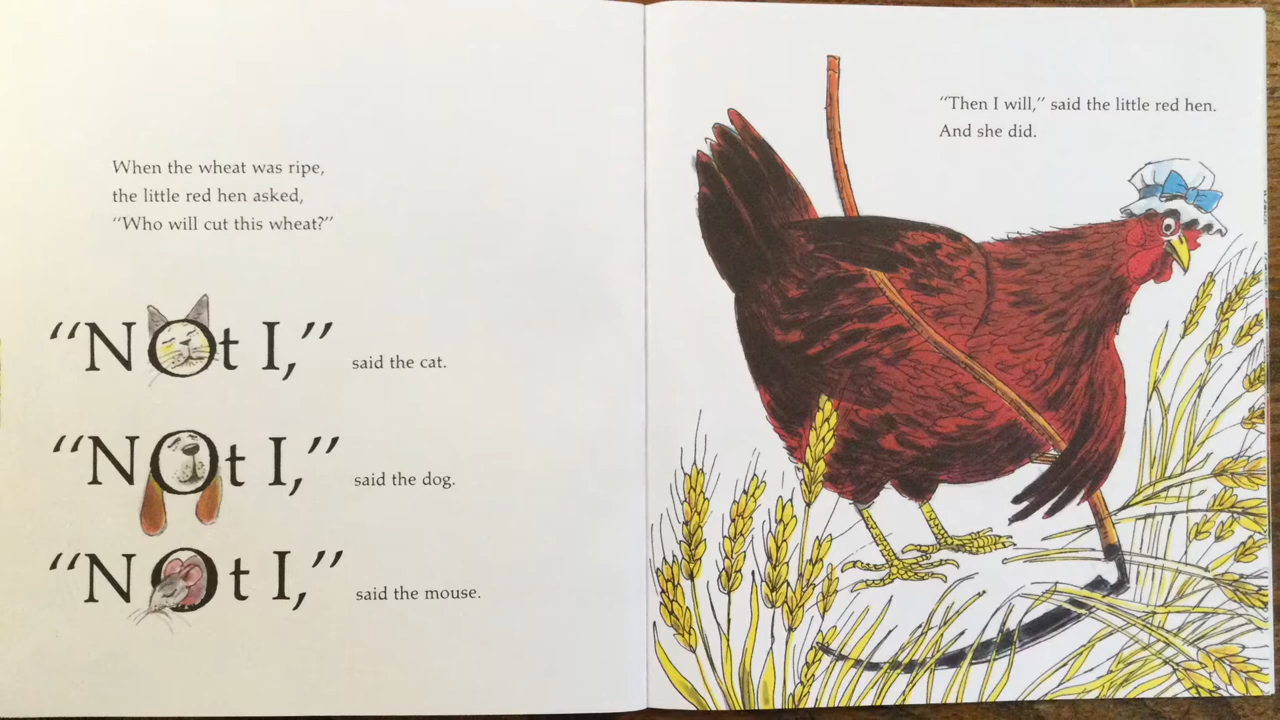 When the wheat was ripe,
the little red hen asked,
“Who will cut this wheat?”
“Not I,” said the cat.
“Not I,” said the dog.
“Not I,” said the mouse.
“Then I will,” said the little red hen.
And she did.